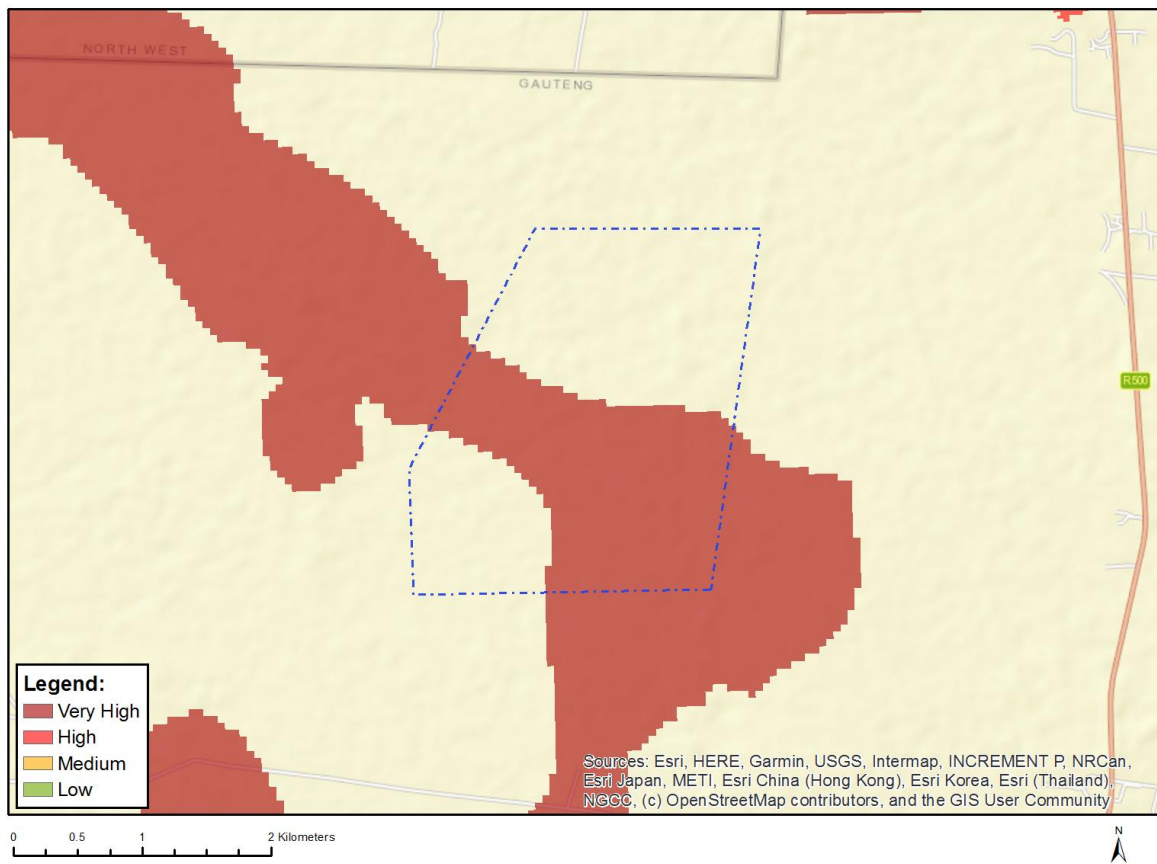 NORTH WEST
GAUTENG
R500
Legend:
Very High
High
Medium
Low
Sources: Esri, HERE, Garmin, USGS, Intermap, INCREMENT P, NRCan,
Esri Japan, METI, Esri China (Hong Kong), Esri Korea, Esri (Thailand),
NGCC, (c) OpenStreetMap contributors, and the GIS User Community
0 0.5 1 2 Kilometers
N